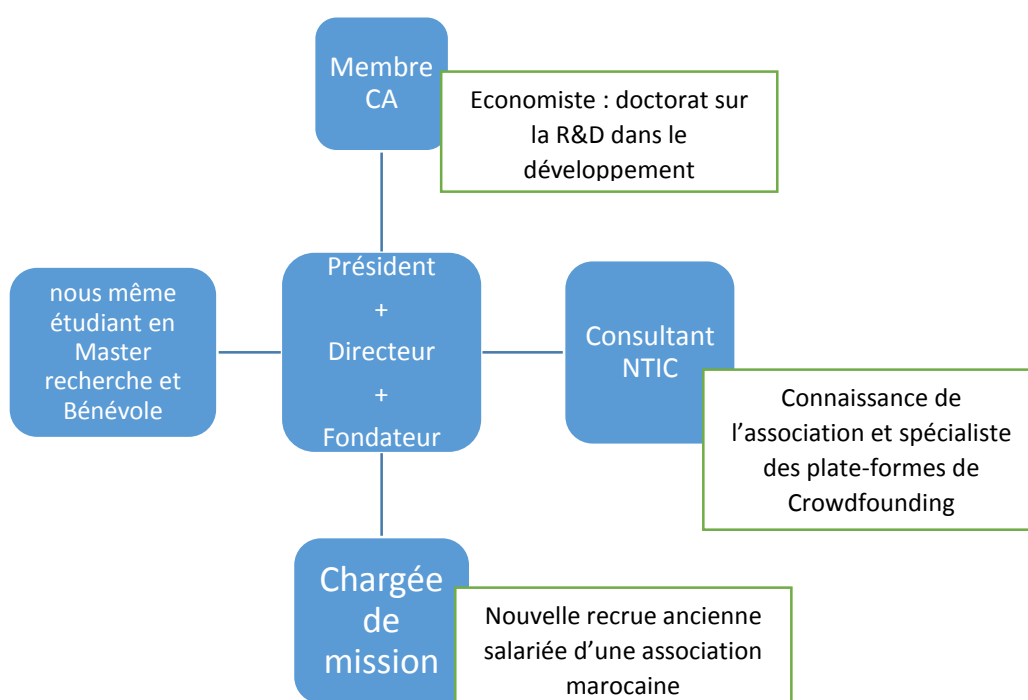 Membre
CA
Economiste : doctorat sur
la R&D dans le
développement
nous même
étudiant en
Master
recherche et
Bénévole
Président
+
Directeur
+
Fondateur
Consultant
NTIC
Connaissance de
l'association et spécialiste
des plate-formes de
Crowdfounding
Chargée
de
mission
Nouvelle recrue ancienne
salariée d'une association
marocaine